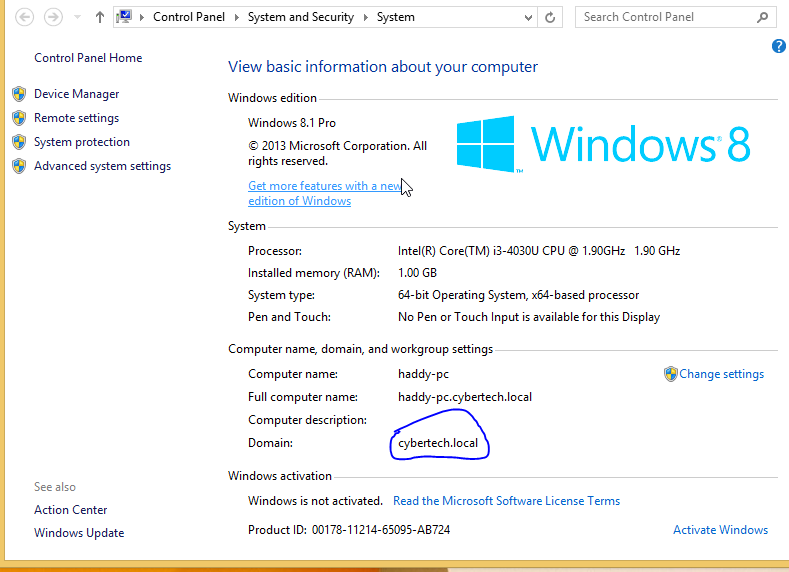 Control Panel System and Security System
Search Control Panel
?
Control Panel Home
Device Manager
Remote settings
System protection
Advanced system settings
View basic information about your computer
Windows edition
Windows 8.1 Pro
© 2013 Microsoft Corporation. All
rights reserved.
Get more features with a new
edition of Windows
Windows 8
System
Processor: Intel(R) Core(TM) i3-4030U CPU @ 1.90GHz 1.90 GHz
Installed memory (RAM): 1.00 GB
System type: 64-bit Operating System, x64-based processor
Pen and Touch: No Pen or Touch Input is available for this Display
Computer name, domain, and workgroup settings
Computer name: haddy-pc Change settings
Full computer name: haddy-pc.cybertech.local
Computer description:
Domain: cybertech.local
Windows activation
Windows is not activated. Read the Microsoft Software License Terms
Product ID: 00178-11214-65095-AB724 Activate Windows
See also
Action Center
Windows Update